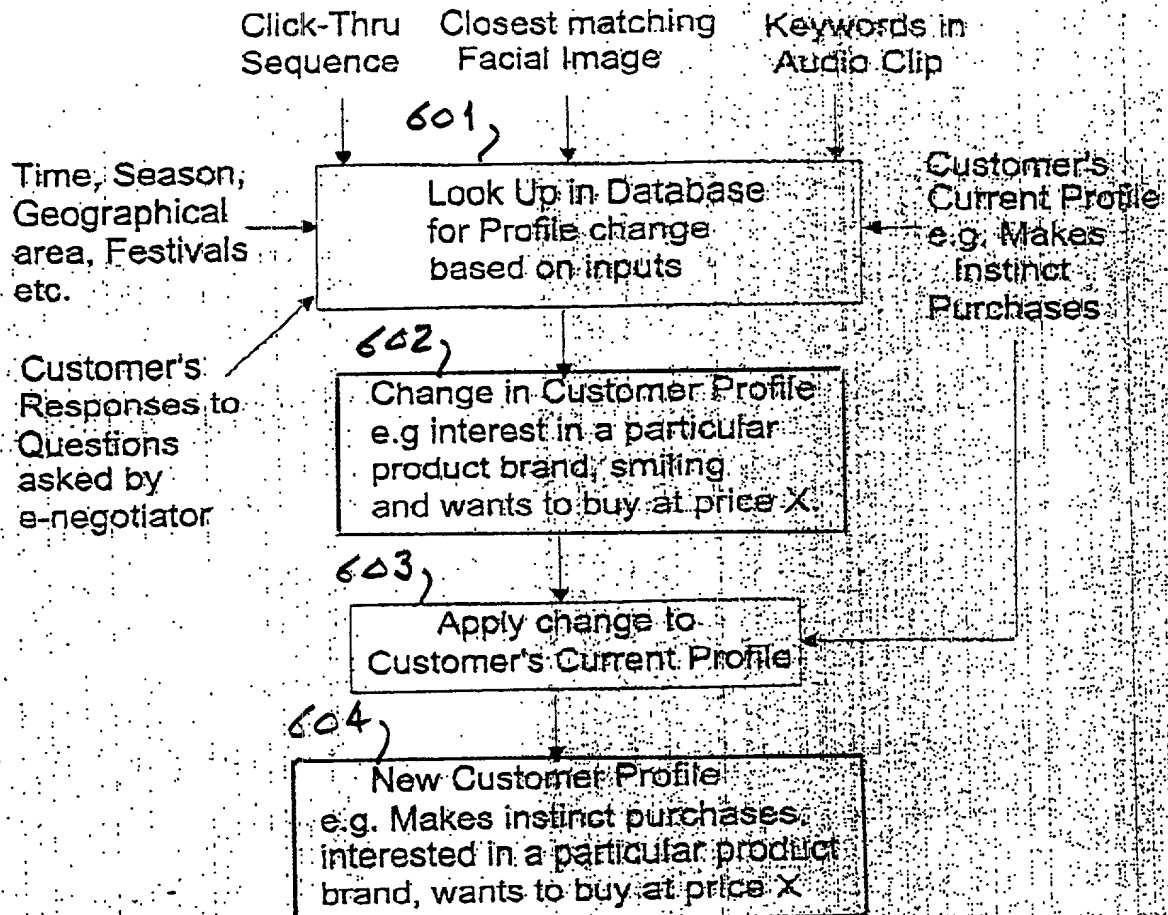 Click-Thru
Sequence
Closest matching
Facial Image
Keywords in
Audio Clip
601
Time, Season,
Geographical
area, Festivals
etc.
Look Up in Database
for Profile change
based on inputs
Customer's
Current Profile
e.g. Makes
Instinct
Purchases
Customer's
Responses to
Questions
asked by
e-negotiator
602
Change in Customer Profile
e.g interest in a particular
product brand, smiling
and wants to buy at price X.
603
Apply change to
Customer's Current Profile
604
New Customer Profile
e.g. Makes instinct purchases,
interested in a particular product
brand, wants to buy at price X